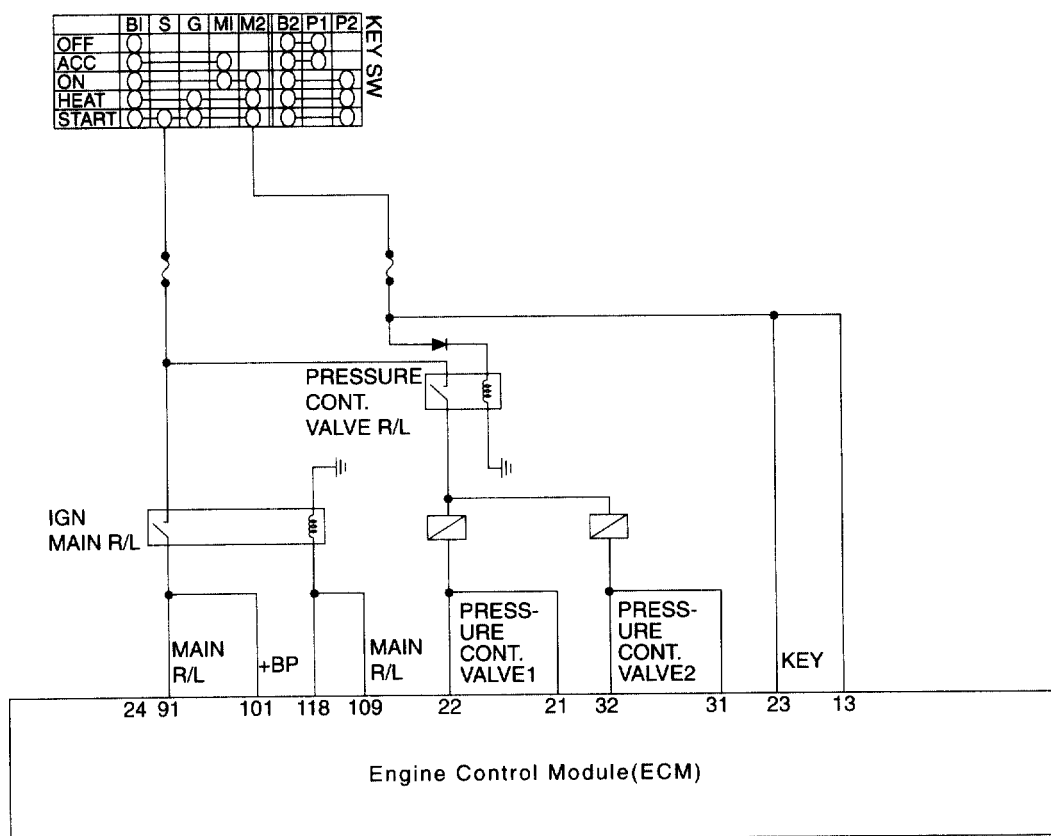 BI S G MI M2 B2 P1 P2
OFF
ACC
ON
HEAT
START
KEY SW
PRESSURE
CONT.
VALVE R/L
IGN
MAIN R/L
MAIN
R/L
+BP
MAIN
R/L
PRESS-
URE
CONT.
VALVE1
PRESS-
URE
CONT.
VALVE2
KEY
24 91 101 118 109 22 21 32 31 23 13
Engine Control Module(ECM)